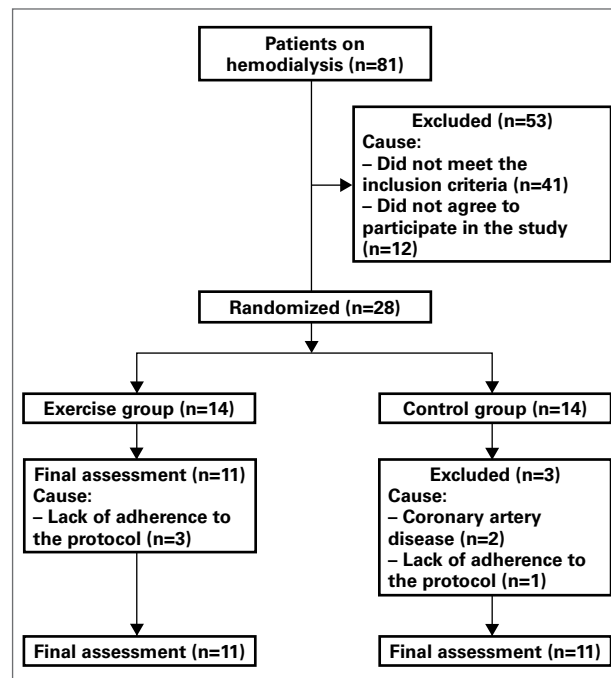 Patients on
hemodialysis (n=81)
Excluded (n=53)
Cause:
– Did not meet the
inclusion criteria (n=41)
– Did not agree to
participate in the study
(n=12)
Randomized (n=28)
Exercise group (n=14)
Control group (n=14)
Final assessment (n=11)
Cause:
– Lack of adherence to
the protocol (n=3)
Excluded (n=3)
Cause:
– Coronary artery
disease (n=2)
– Lack of adherence to
the protocol (n=1)
Final assessment (n=11)
Final assessment (n=11)